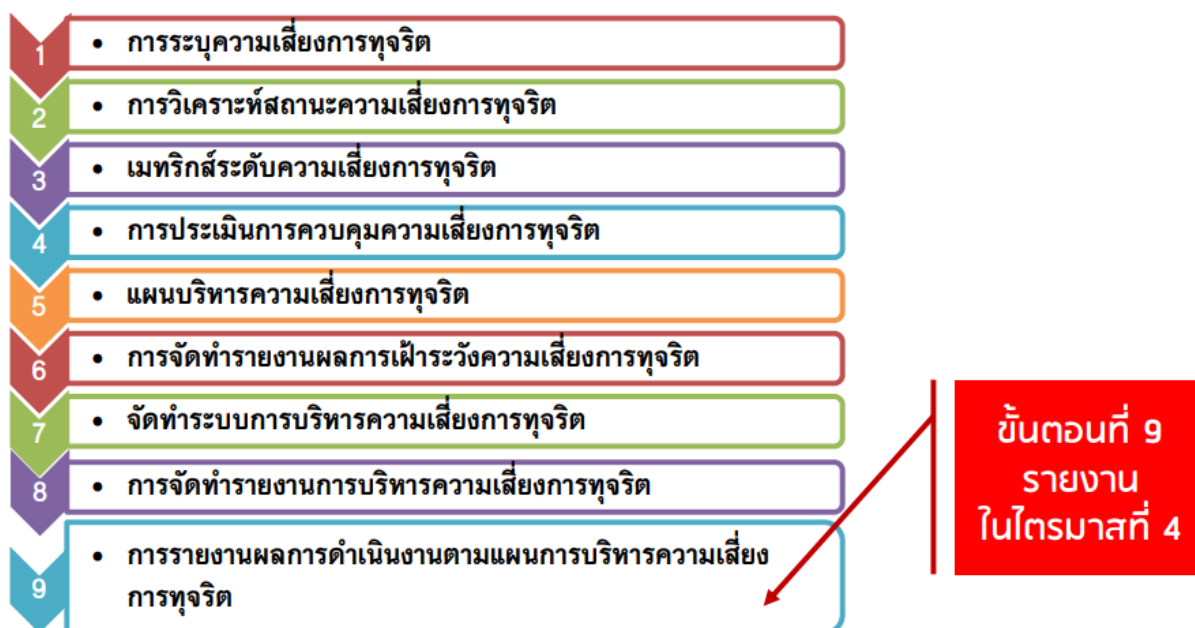 1
• การระบุความเสี่ยงการทุจริต
2
• การวิเคราะห์สถานะความเสี่ยงการทุจริต
3
• เมทริกส์ระดับความเสี่ยงการทุจริต
4
• การประเมินการควบคุมความเสี่ยงการทุจริต
5
• แผนบริหารความเสี่ยงการทุจริต
6
• การจัดทำรายงานผลการเฝ้าระวังความเสี่ยงการทุจริต
7
• จัดทำระบบการบริหารความเสี่ยงการทุจริต
8
• การจัดทำรายงานการบริหารความเสี่ยงการทุจริต
9
• การรายงานผลการดำเนินงานตามแผนการบริหารความเสี่ยง
การทุจริต
ขั้นตอนที่ 9
รายงาน
ในไตรมาสที่ 4